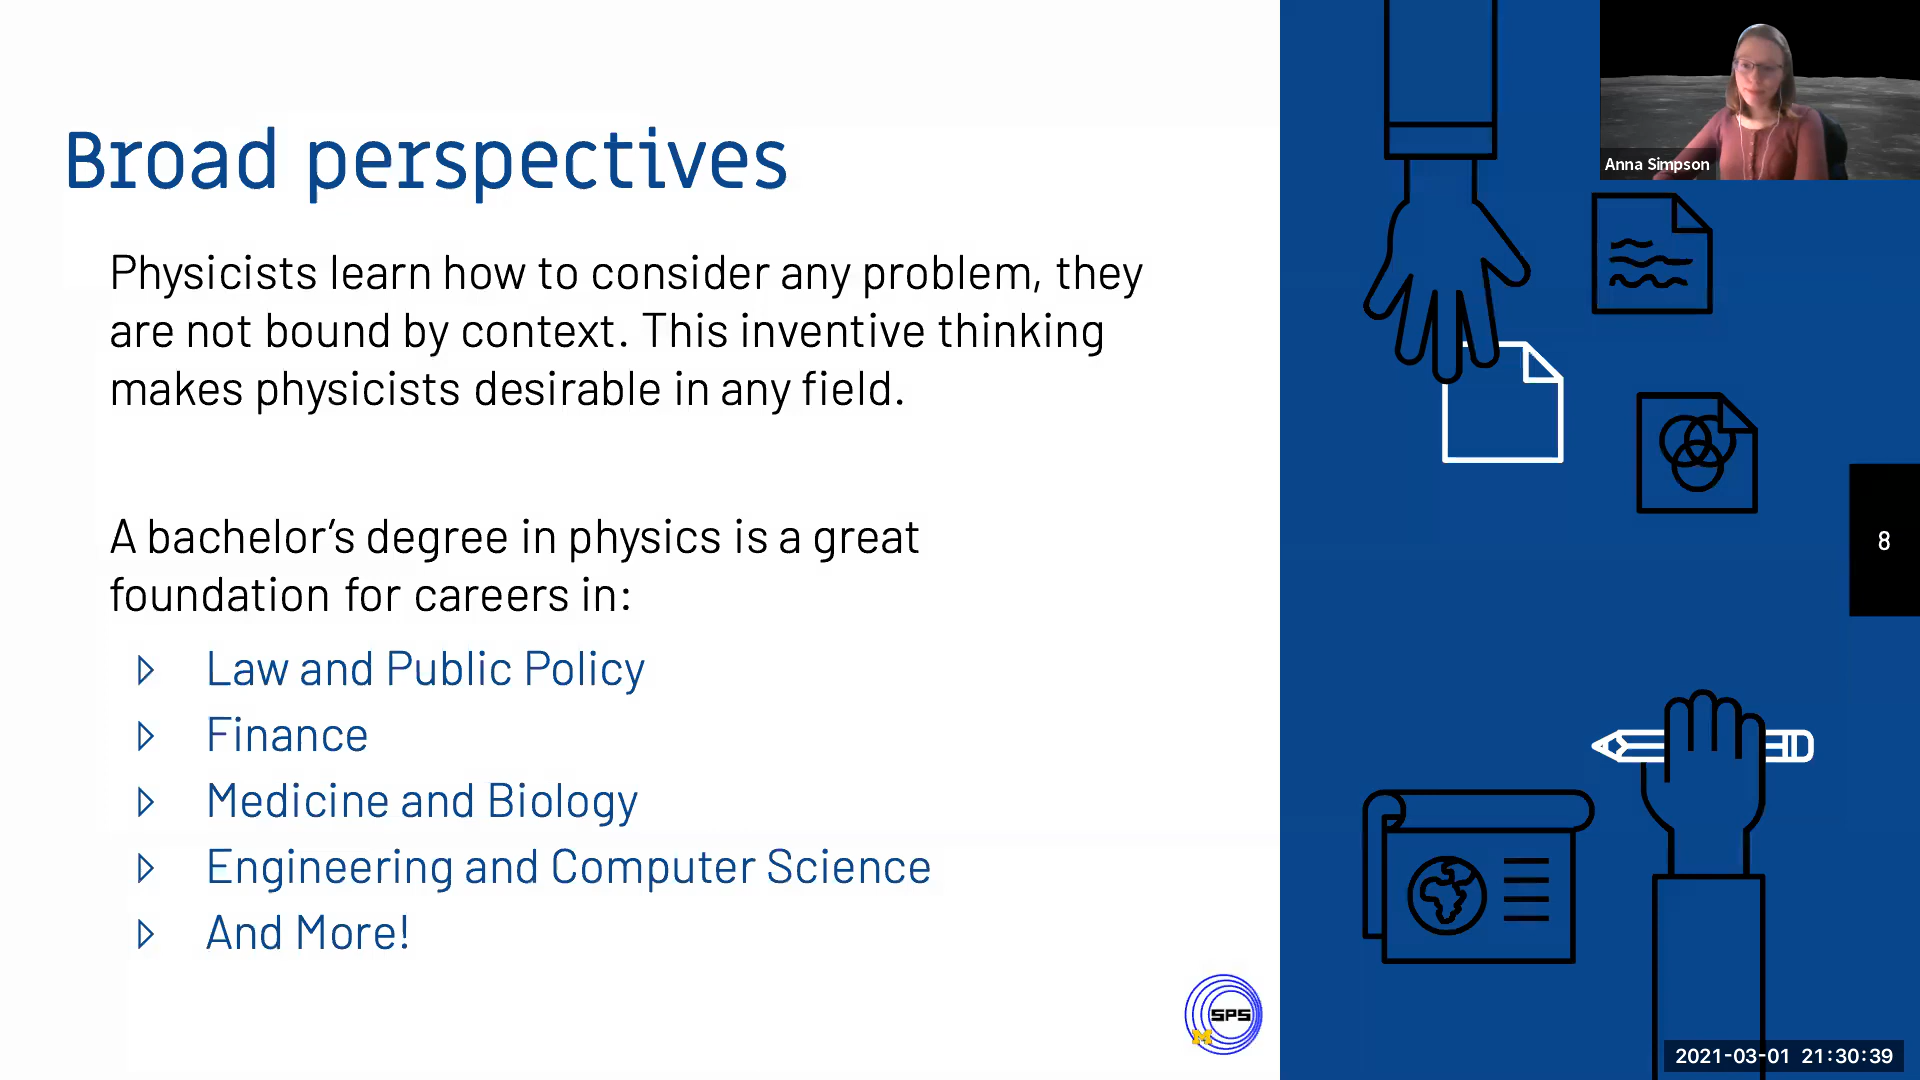 Broad perspectives
Physicists learn how to consider any problem, they
are not bound by context. This inventive thinking
makes physicists desirable in any field.
A bachelor’s degree in physics is a great
foundation for careers in:
Law and Public Policy
Finance
Medicine and Biology
Engineering and Computer Science
And More!
SPS
M
Anna Simpson
8
2021-03-01 21:30:39